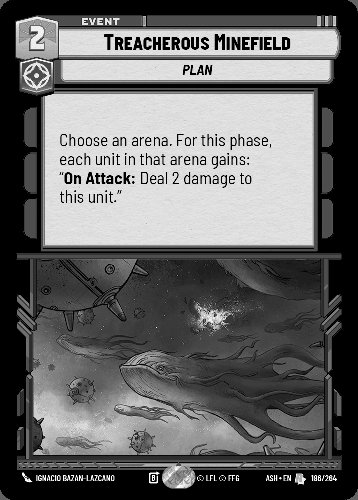 EVENT
2
TREACHEROUS MINEFIELD
PLAN
Choose an arena. For this phase,
each unit in that arena gains:
“On Attack: Deal 2 damage to
this unit.”
IGNACIO BAZAN-LAZCANO
© LFL © FFG
ASH • EN
186/264